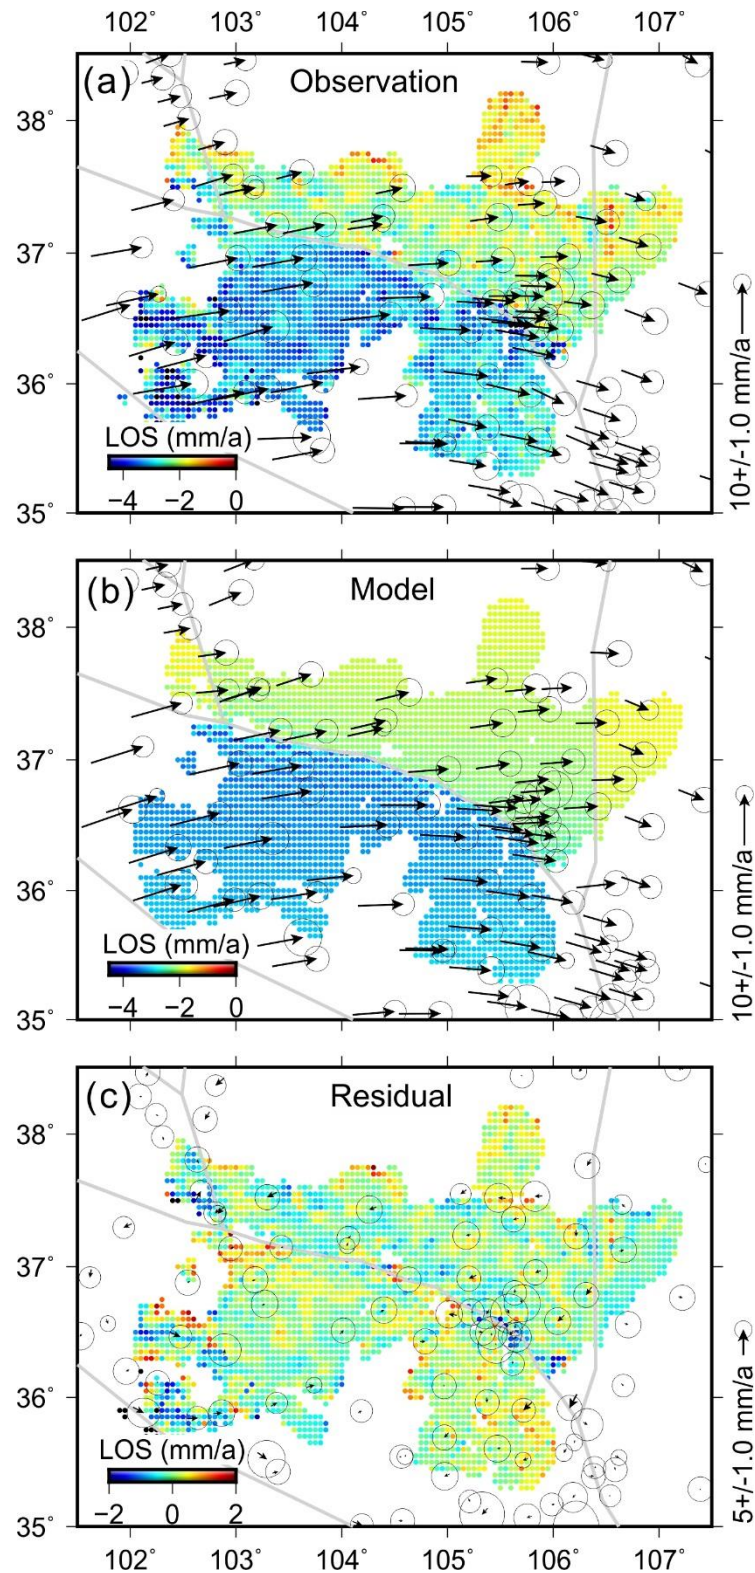 102° 103° 104° 105° 106° 107°
(a) Observation
38°
37°
36°
35°
LOS (mm/a)
−4 −2 0
10+/-1.0 mm/a
(b) Model
38°
37°
36°
35°
LOS (mm/a)
−4 −2 0
10+/-1.0 mm/a
(c) Residual
38°
37°
36°
35°
LOS (mm/a)
−2 0 2
5+/-1.0 mm/a
102° 103° 104° 105° 106° 107°